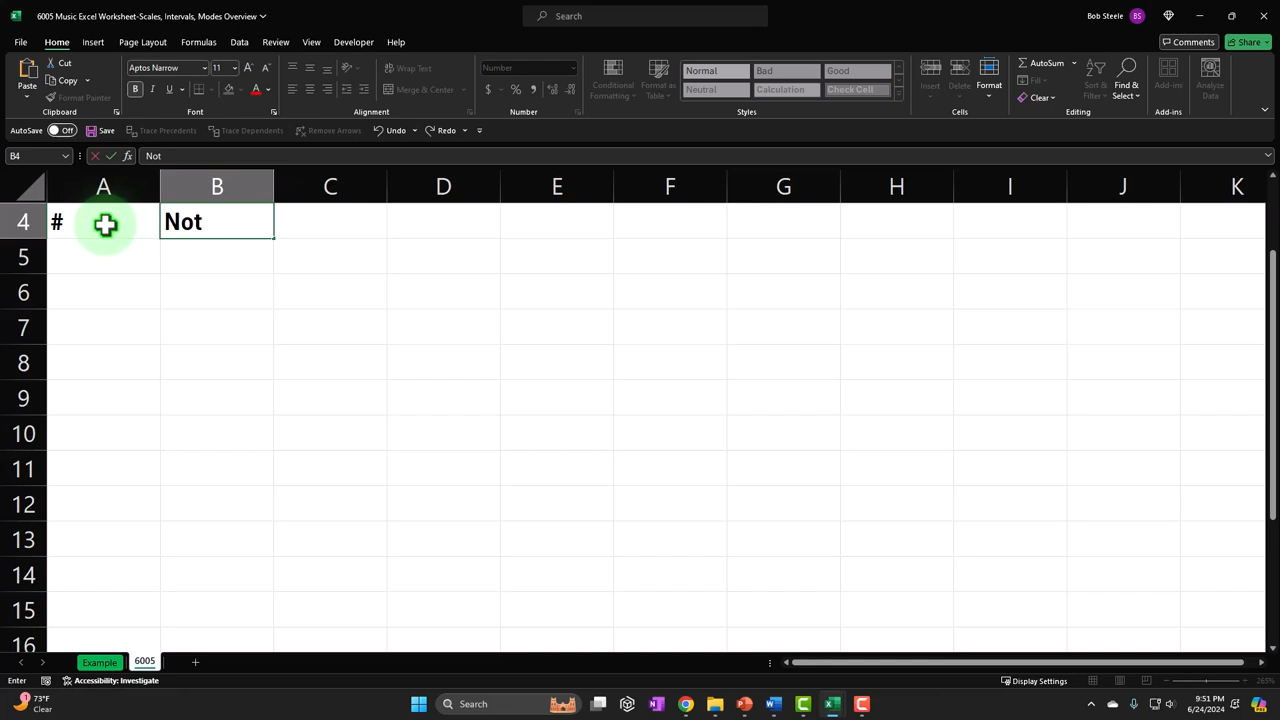 6005 Music Excel Worksheet-Scales, Intervals, Modes Overview
Search
Bob Steele
BS
File Home Insert Draw Page Layout Formulas Data Review View Developer Help
Comments
Share
Paste
Cut
Copy
Format Painter
Clipboard
Aptos Narrow
11
B I U
Font
Wrap Text
Merge & Center
Alignment
Number
$ % 9
Number
Conditional Formatting
Format as Table
Normal Bad Good
Neutral Calculation Check Cell
Styles
Insert Delete Format
Cells
AutoSum
Fill
Clear
Sort & Filter
Find & Select
Editing
Add-ins
Add-ins
Analyze Data
AutoSave Off Save Trace Precedents Trace Dependents Remove Arrows Undo Redo
B4 fx Not
A B C D E F G H I J K
4 # Not
5
6
7
8
9
10
11
12
13
14
15
16
Example 6005
Enter Accessibility: Investigate
Display Settings
265%
1
73°F
Clear
Search
9:51 PM
6/24/2024